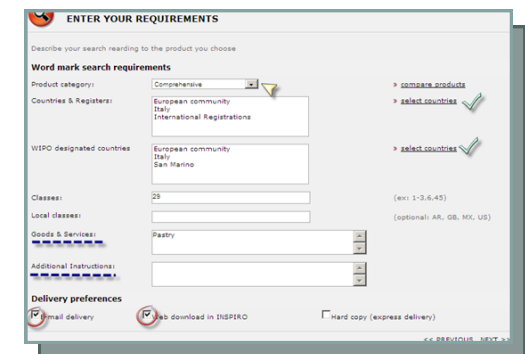 ENTER YOUR REQUIREMENTS
Describe your search rearding to the product you choose
Word mark search requirements
Product category: Comprehensive » compare products
Countries & Registers: European community » select countries
Italy
International Registrations
WIPO designated countries European community » select countries
Italy
San Marino
Classes: 29 (ex: 1-3,6,45)
Local classes: (optional: AR, GB, MX, US)
Goods & Services: Pastry
Additional Instructions:
Delivery preferences
E-mail delivery Web download in INSPIRO Hard copy (express delivery)
<< PREVIOUS NEXT >>